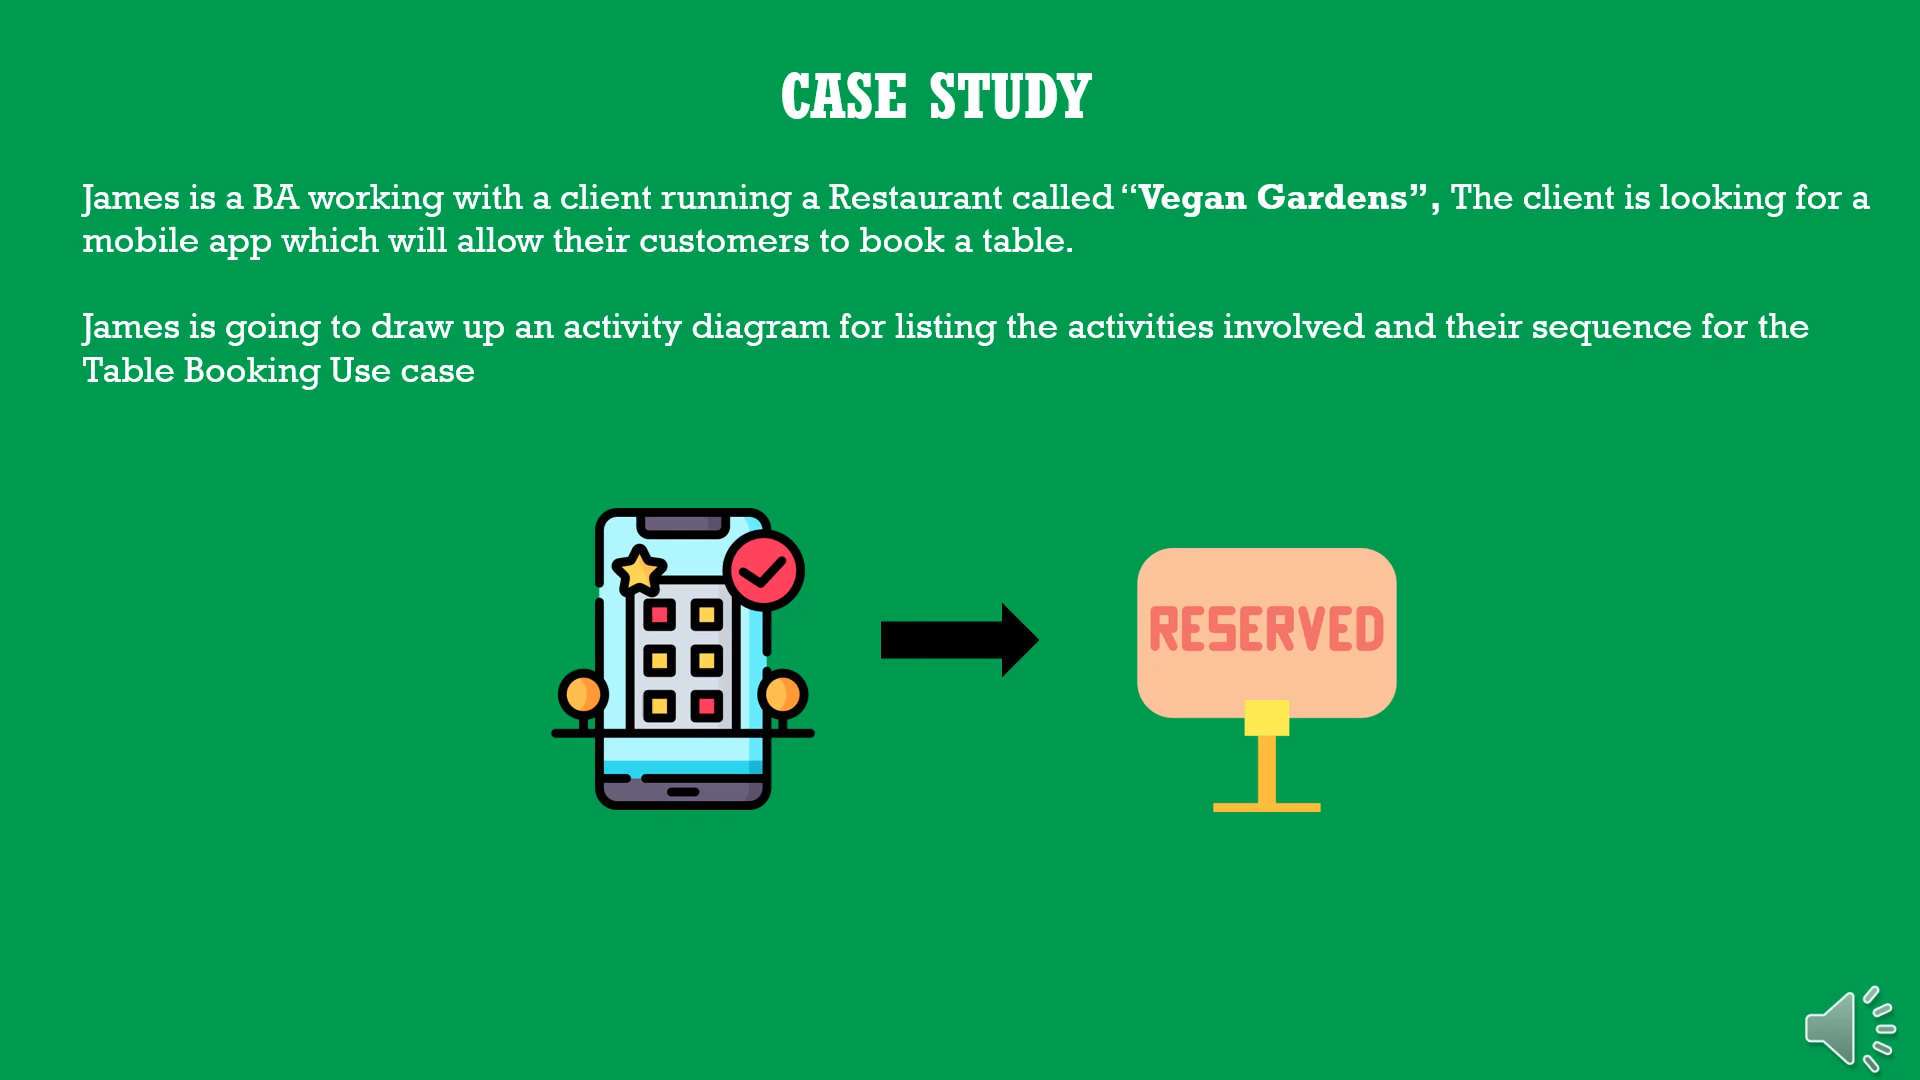 CASE STUDY
James is a BA working with a client running a Restaurant called “Vegan Gardens”, The client is looking for a
mobile app which will allow their customers to book a table.
James is going to draw up an activity diagram for listing the activities involved and their sequence for the
Table Booking Use case
RESERVED